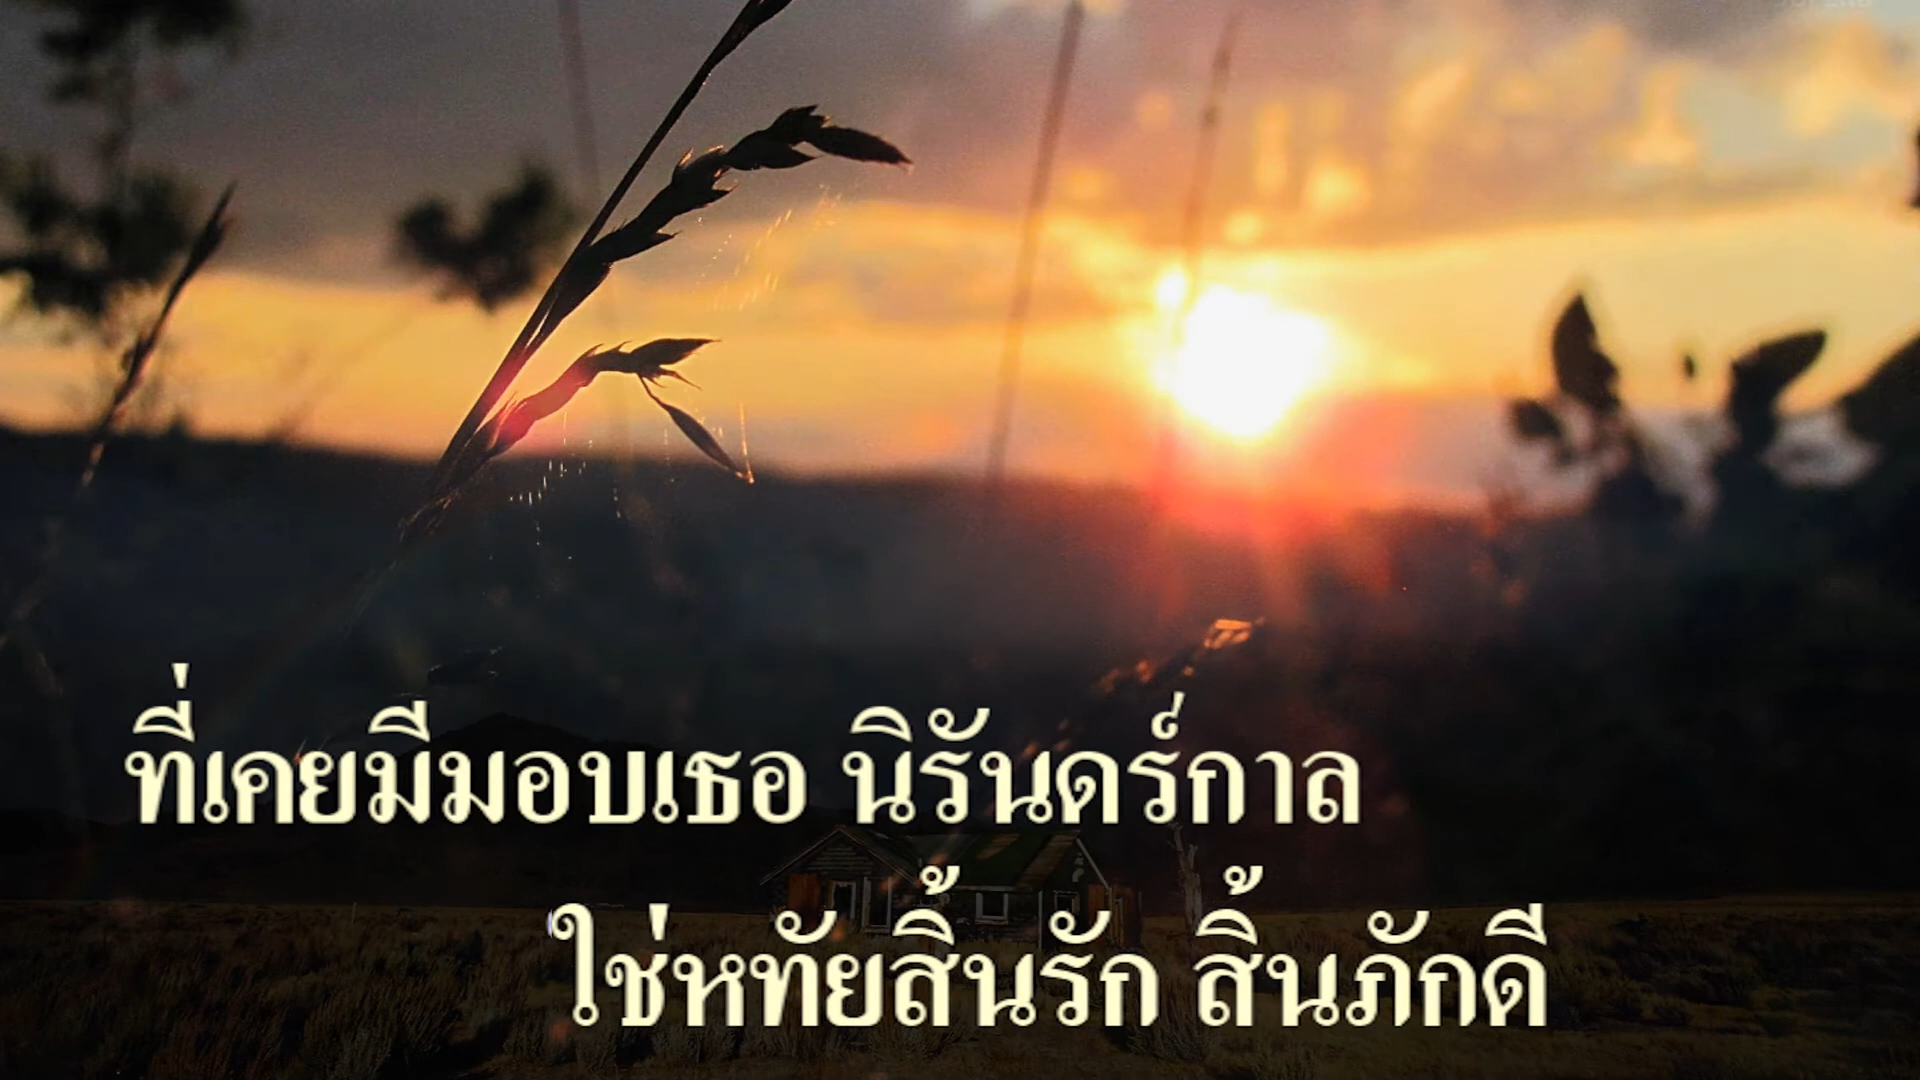 ที่เคยมีมอบเธอ นิรันดร์กาล
ใช่หทัยสิ้นรัก สิ้นภักดี